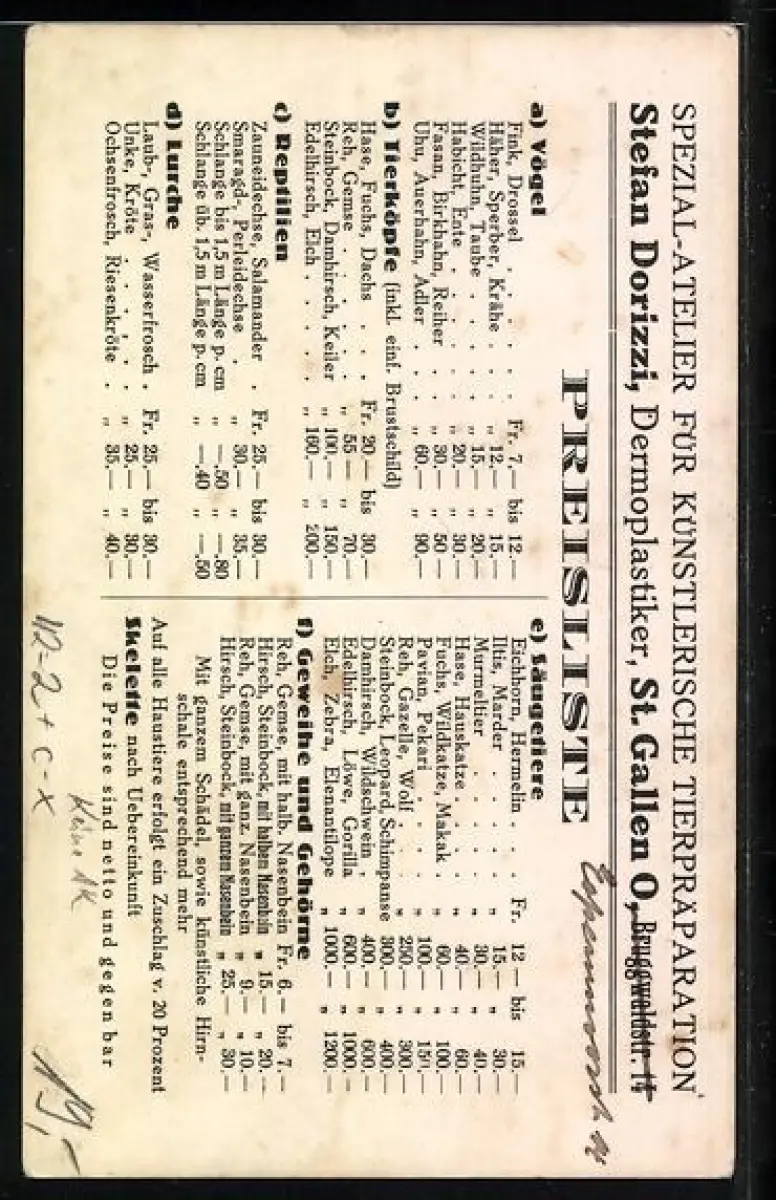 SPEZIAL-ATELIER FÜR KÜNSTLERISCHE TIERPRÄPARATION
Stefan Dorizzi, Dermoplastiker, St. Gallen O, Bruggwaldstr. 14
PREISLISTE
a) Vögel
Fink, Drossel . . . . . . Fr. 7.— bis 12.—
Häher, Sperber, Krähe . . . „ 12.— „ 15.—
Wildhuhn, Taube . . . . . „ 15.— „ 20.—
Habicht, Ente . . . . . . „ 20.— „ 30.—
Fasan, Birkhahn, Reiher . . „ 30.— „ 50—
Uhu, Auerhahn, Adler . . . „ 60.— „ 90.—
b) Tierköpfe (inkl. einf. Brustschild)
Hase, Fuchs, Dachs . . . Fr. 20.— bis 30.—
Reh, Gemse . . . . . . „ 55— „ 70.—
Steinbock, Damhirsch, Keiler „ 100.— „ 150.—
Edelhirsch, Elch . . . . . „ 160.— „ 200.—
c) Reptilien
Zauneidechse, Salamander . Fr. 25.— bis 30.—
Smaragd-, Perleidechse . „ 30.— „ 35.—
Schlange bis 1,5 m Länge p. cm „ —.50 „ —.80
Schlange üb. 1,5 m Länge p. cm „ —.40 „ —.50
d) Lurche
Laub-, Gras-, Wasserfrosch . Fr. 25.— bis 30.—
Unke, Kröte . . . . . . „ 25.— „ 30.—
Ochsenfrosch, Riesenkröte . „ 35.— „ 40.—
e) Säugetiere
Eichhorn, Hermelin . . . Fr. 12 — bis 15.—
Iltis, Marder . . . . . . „ 15.— „ 30.—
Murmeltier . . . . . . „ 30.— „ 40.—
Hase, Hauskatze . . . . „ 40.— „ 60.—
Fuchs, Wildkatze, Makak . „ 60.— „ 100.—
Pavian, Pekari . . . . . „ 100.— „ 150.—
Reh, Gazelle, Wolf . . . „ 250.— „ 300.—
Steinbock, Leopard, Schimpanse 300.— „ 400.—
Damhirsch, Wildschwein . „ 400.— „ 600.—
Edelhirsch, Löwe, Gorilla „ 600.— „ 1000.—
Elch, Zebra, Elenantilope „ 1000.— „ 1200.—
f) Geweihe und Gehörne
Reh, Gemse, mit halb. Nasenbein Fr. 6.— bis 7.—
Hirsch, Steinbock, mit halbem Nasenbein „ 15.— „ 20.—
Reh, Gemse, mit ganz. Nasenbein „ 9.— „ 10.—
Hirsch, Steinbock, mit ganzem Nasenbein „ 25.— „ 30.—
Mit ganzem Schädel, sowie künstliche Hirn-
schale entsprechend mehr
Auf alle Haustiere erfolgt ein Zuschlag v. 20 Prozent
Skelette nach Uebereinkunft
Die Preise sind netto und gegen bar
Keine AK
112-2+c-x
19,-